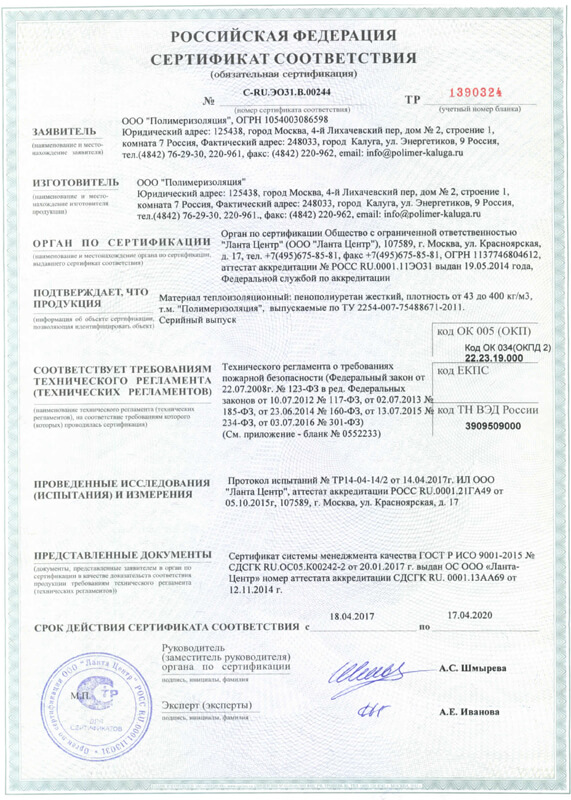 РОССИЙСКАЯ ФЕДЕРАЦИЯ
СЕРТИФИКАТ СООТВЕТСТВИЯ
(обязательная сертификация)
№ C-RU.ЭО31.В.00244 ТР 1390324
(номер сертификата соответствия) (учетный номер бланка)
ЗАЯВИТЕЛЬ
(наименование и место-
нахождение заявителя)
ООО "Полимеризоляция", ОГРН 1054003086598
Юридический адрес: 125438, город Москва, 4-й Лихачевский пер, дом № 2, строение 1,
комната 7 Россия, Фактический адрес: 248033, город Калуга, ул. Энергетиков, 9 Россия,
тел.(4842) 76-29-30, 220-961, факс: (4842) 220-962, email: info@polimer-kaluga.ru
ИЗГОТОВИТЕЛЬ
(наименование и место-
нахождение изготовителя
продукции)
ООО "Полимеризоляция"
Юридический адрес: 125438, город Москва, 4-й Лихачевский пер, дом № 2, строение 1,
комната 7 Россия, Фактический адрес: 248033, город Калуга, ул. Энергетиков, 9 Россия,
тел.(4842) 76-29-30, 220-961., факс: (4842) 220-962, email: info@polimer-kaluga.ru
ОРГАН ПО СЕРТИФИКАЦИИ
(наименование и местонахождение органа по сертификации,
выдавшего сертификат соответствия)
Орган по сертификации Общество с ограниченной ответственностью
"Ланта Центр" (ООО "Ланта Центр"), 107589, г. Москва, ул. Красноярская,
д. 17, тел. +7(495)675-85-81, факс +7(495)675-85-81, ОГРН 1137746804612,
аттестат аккредитации № РОСС RU.0001.11ЭО31 выдан 19.05.2014 года,
Федеральной службой по аккредитации
ПОДТВЕРЖДАЕТ, ЧТО
ПРОДУКЦИЯ
(информация об объекте сертификации,
позволяющая идентифицировать объект)
Материал теплоизоляционный: пенополиуретан жесткий, плотность от 43 до 400 кг/м3,
т.м. "Полимеризоляция", выпускаемые по ТУ 2254-007-75488671-2011.
Серийный выпуск
код ОК 005 (ОКП)
Код ОК 034(ОКПД 2)
22.23.19.000
СООТВЕТСТВУЕТ ТРЕБОВАНИЯМ
ТЕХНИЧЕСКОГО РЕГЛАМЕНТА
(ТЕХНИЧЕСКИХ РЕГЛАМЕНТОВ)
(наименование технического регламента (технических
регламентов), на соответствие требованиям которого
(которых) проводилась сертификация)
Технического регламента о требованиях
пожарной безопасности (Федеральный закон от
22.07.2008г. № 123-ФЗ в ред. Федеральных
законов от 10.07.2012 № 117-ФЗ, от 02.07.2013 №
185-ФЗ, от 23.06.2014 № 160-ФЗ, от 13.07.2015 №
234-ФЗ, от 03.07.2016 № 301-ФЗ)
(См. приложение - бланк № 0552233)
код ЕКПС
код ТН ВЭД России
3909509000
ПРОВЕДЕННЫЕ ИССЛЕДОВАНИЯ
(ИСПЫТАНИЯ) И ИЗМЕРЕНИЯ
Протокол испытаний № ТР14-04-14/2 от 14.04.2017г. ИЛ ООО
"Ланта Центр", аттестат аккредитации РОСС RU.0001.21ГА49 от
05.10.2015г, 107589, г. Москва, ул. Красноярская, д. 17
ПРЕДСТАВЛЕННЫЕ ДОКУМЕНТЫ
(документы, представленные заявителем в орган по
сертификации в качестве доказательств соответствия
продукции требованиям технического регламента
(технических регламентов))
Сертификат системы менеджмента качества ГОСТ Р ИСО 9001-2015 №
СДСГК RU.ОС05.К00242-2 от 20.01.2017 г. выдан ОС ООО «Ланта-
Центр» номер аттестата аккредитации СДСГК RU. 0001.13АА69 от
12.11.2014 г.
СРОК ДЕЙСТВИЯ СЕРТИФИКАТА СООТВЕТСТВИЯ с 18.04.2017 по 17.04.2020
Руководитель
(заместитель руководителя)
органа по сертификации
подпись, инициалы, фамилия
А.С. Шмырева
Эксперт (эксперты)
подпись, инициалы, фамилия
А.Е. Иванова
М.П.
Орган по сертификации ООО "Ланта Центр" РОСС RU.0001.11ЭО31
ТР
ДЛЯ
СЕРТИФИКАТОВ